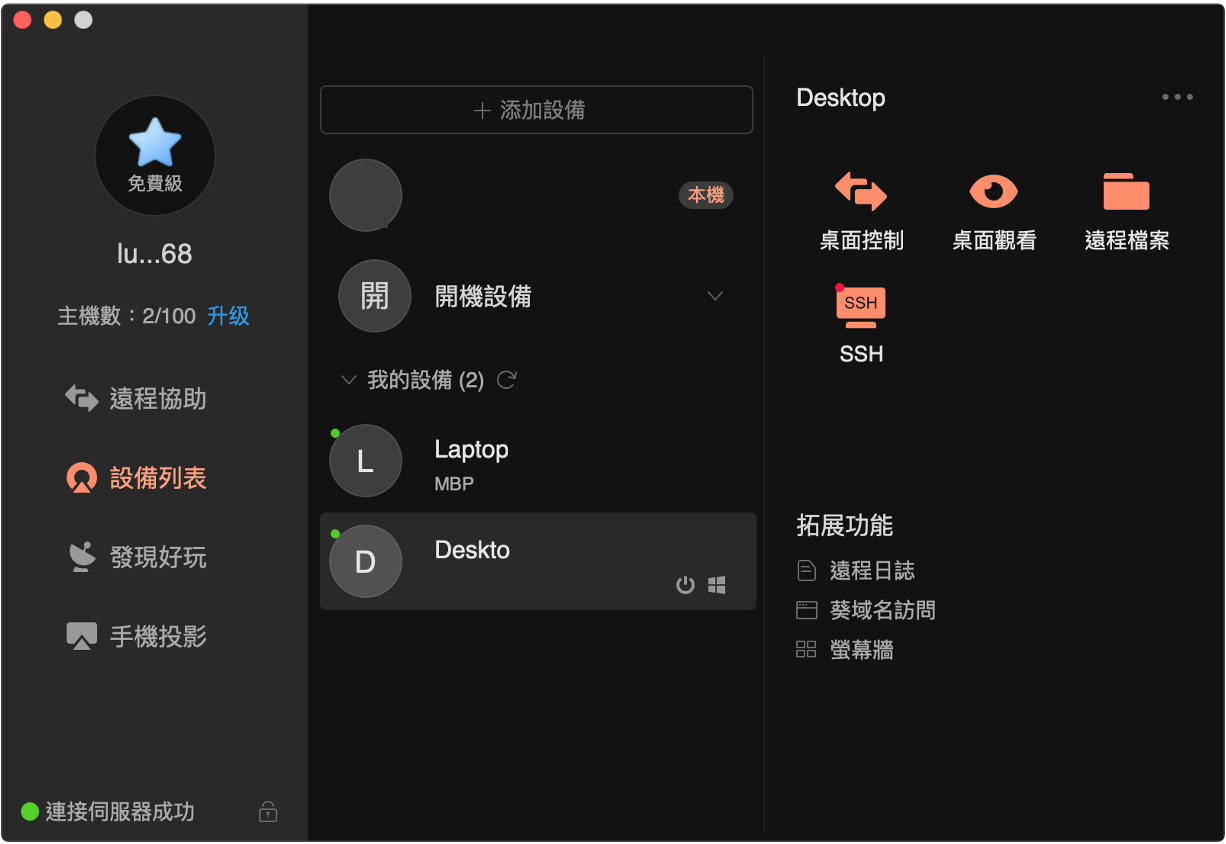 免費級
lu...68
主機數：2/100 升级
遠程協助
設備列表
發現好玩
手機投影
連接伺服器成功
添加設備
本機
開 開機設備
我的設備 (2)
L Laptop
MBP
D Deskto
Desktop
桌面控制 桌面觀看 遠程檔案
SSH
SSH
拓展功能
遠程日誌
葵域名訪問
螢幕牆